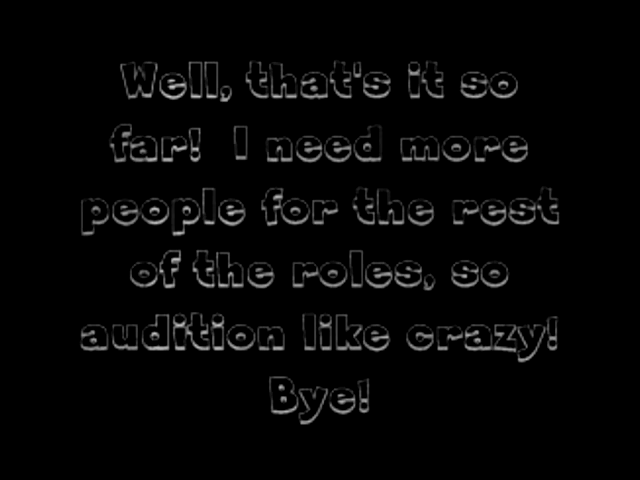 Well, that's it so
far!  I need more
people for the rest
of the roles, so
audition like crazy!
Bye!